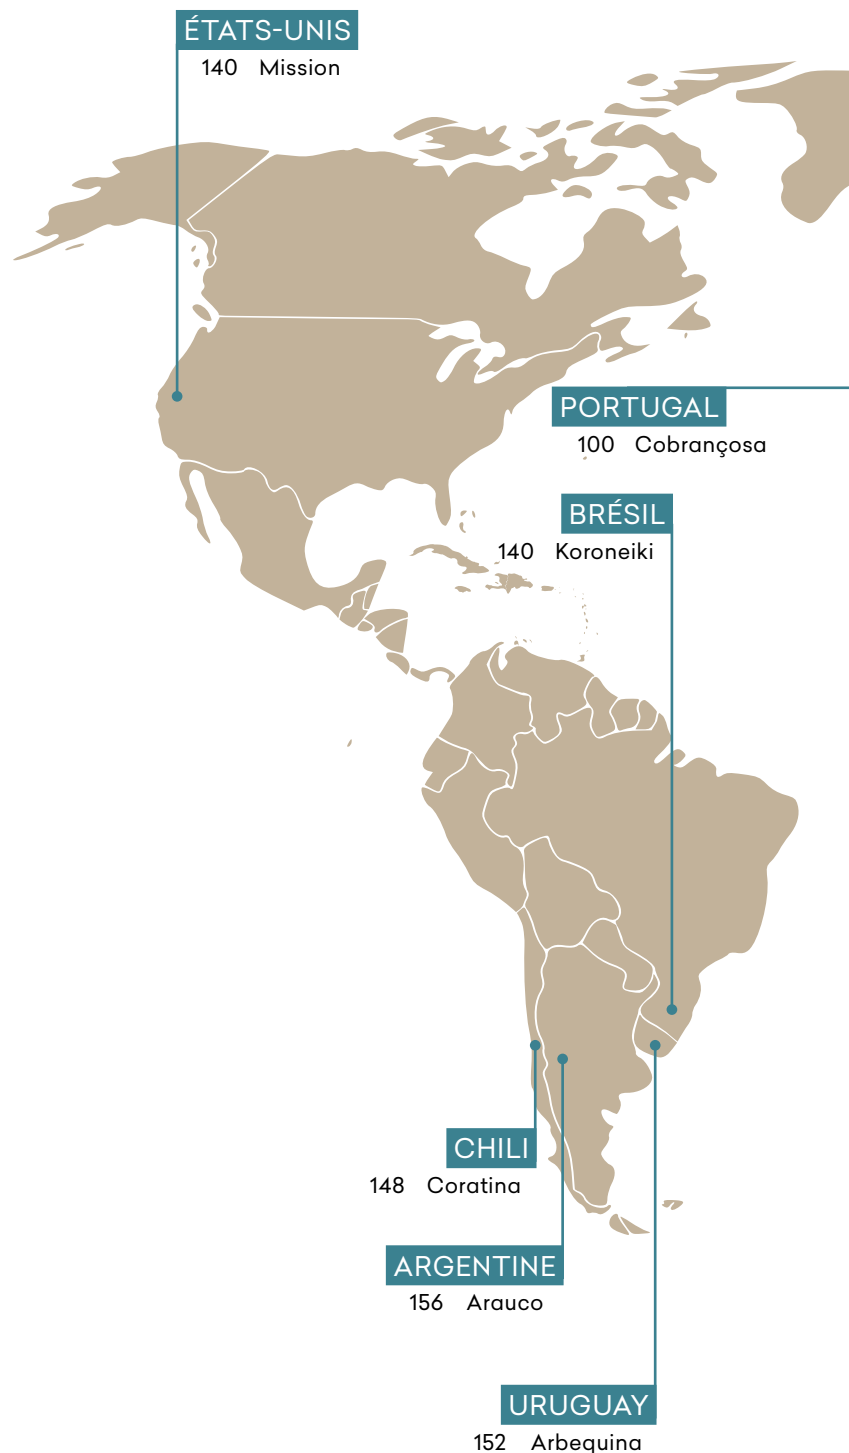 ÉTATS-UNIS
140 Mission
PORTUGAL
100 Cobrançosa
BRÉSIL
140 Koroneiki
CHILI
148 Coratina
ARGENTINE
156 Arauco
URUGUAY
152 Arbequina